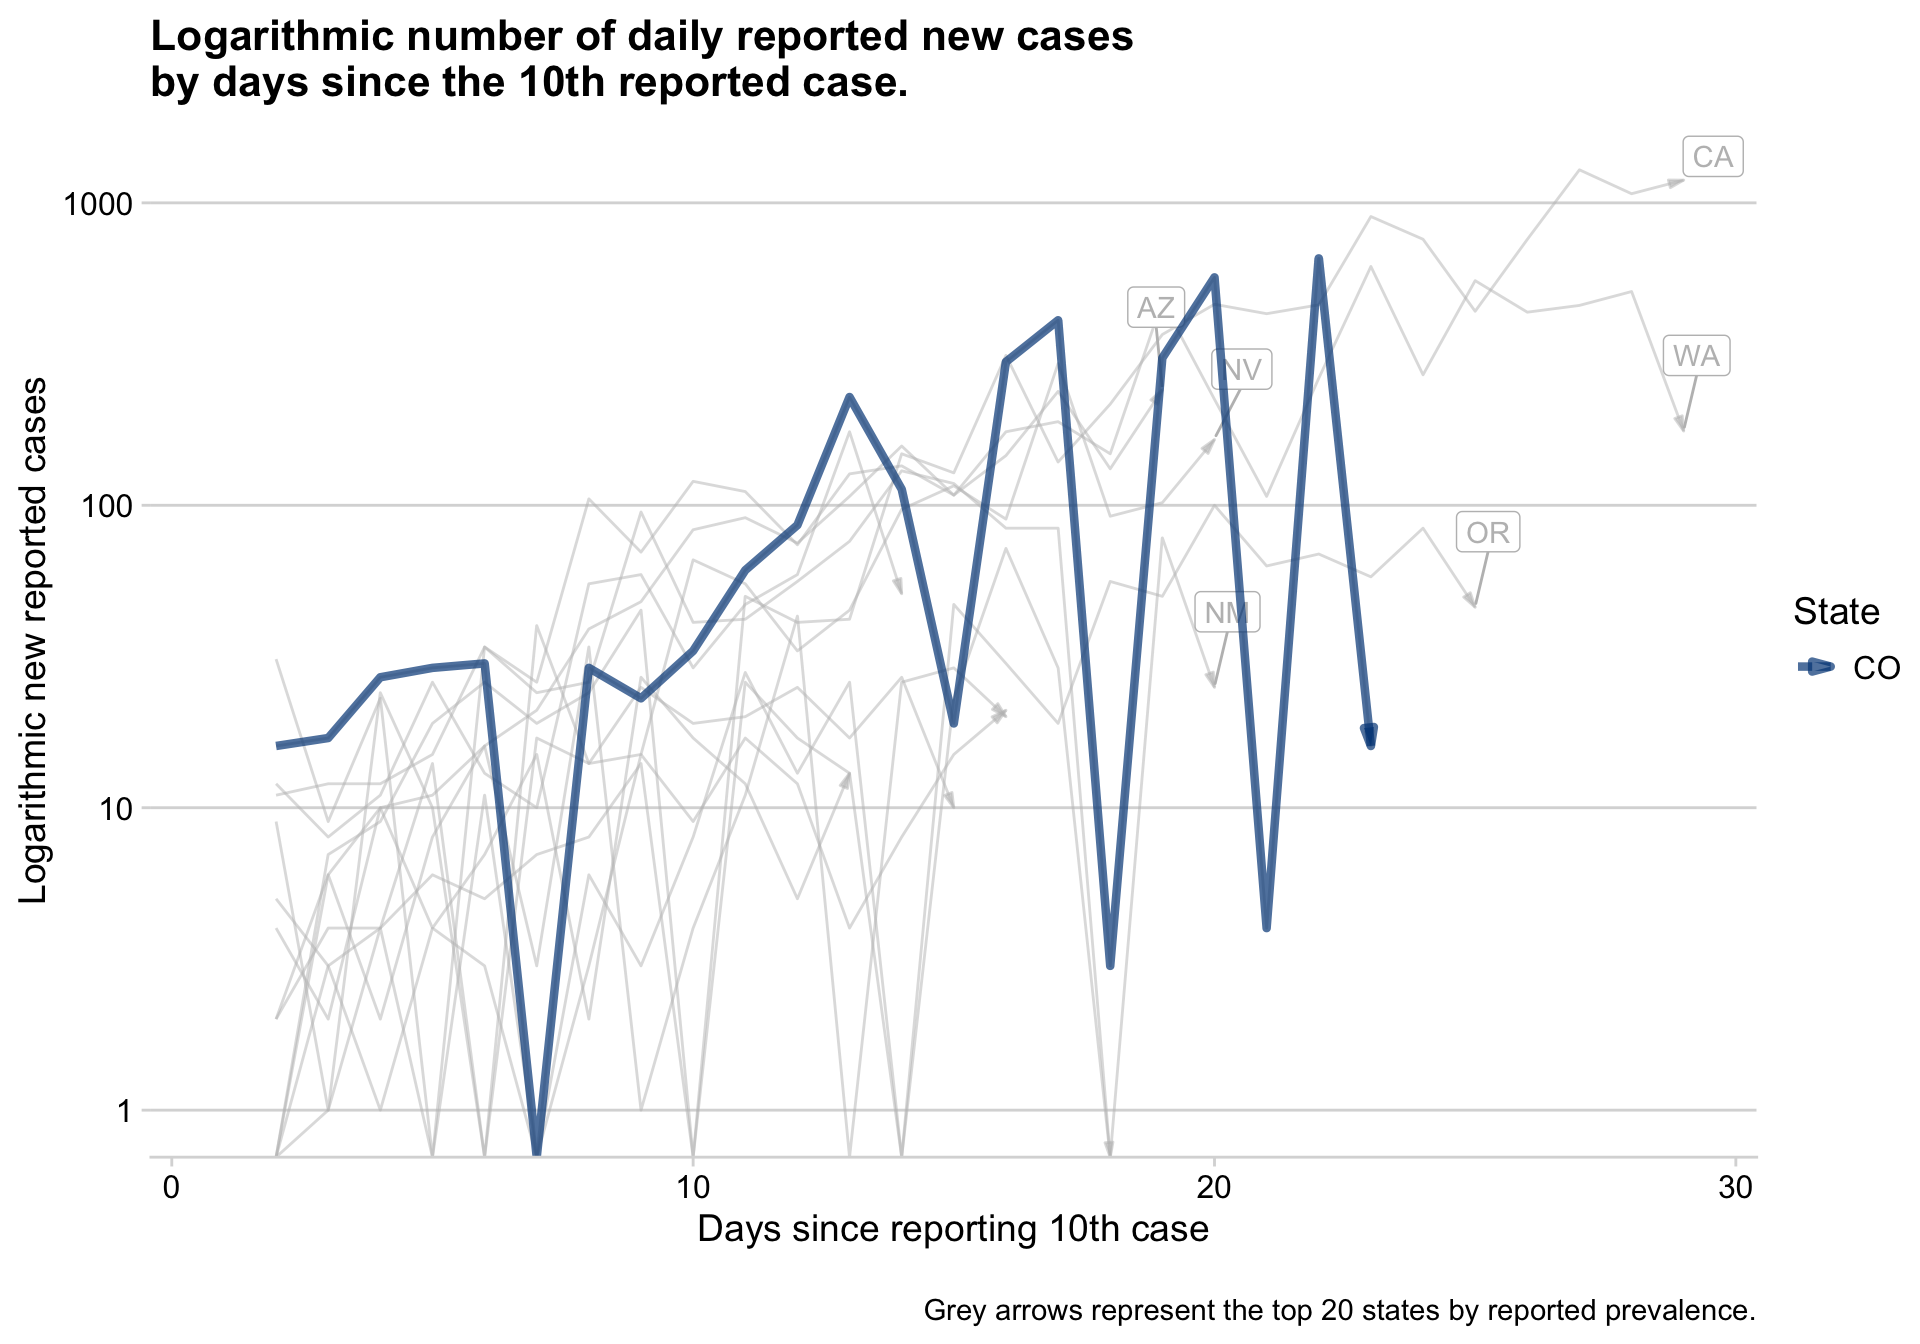 Logarithmic number of daily reported new cases
by days since the 10th reported case.
Logarithmic new reported cases
1000
100
10
1
CA
AZ
NV
WA
OR
NM
State
CO
0
10
20
30
Days since reporting 10th case
Grey arrows represent the top 20 states by reported prevalence.